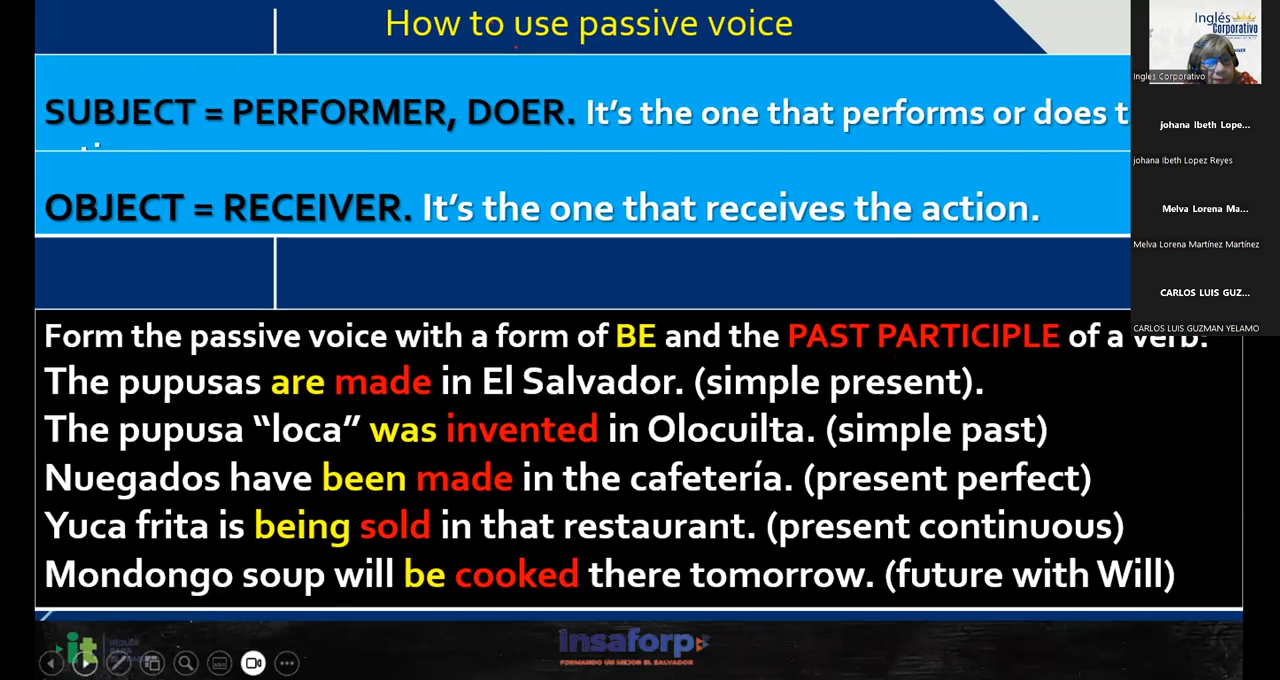 How to use passive voice
SUBJECT = PERFORMER, DOER. It's the one that performs or does t
OBJECT = RECEIVER. It's the one that receives the action.
Form the passive voice with a form of BE and the PAST PARTICIPLE of a verb:
The pupusas are made in El Salvador. (simple present).
The pupusa “loca” was invented in Olocuilta. (simple past)
Nuegados have been made in the cafetería. (present perfect)
Yuca frita is being sold in that restaurant. (present continuous)
Mondongo soup will be cooked there tomorrow. (future with Will)
Inglés
Corporativo
Ingles Corporativo
johana Ibeth Lope...
johana Ibeth Lopez Reyes
Melva Lorena Ma...
Melva Lorena Martínez Martínez
CARLOS LUIS GUZ...
CARLOS LUIS GUZMAN YELAMO
it
insaforp
FORMANDO UN MEJOR EL SALVADOR